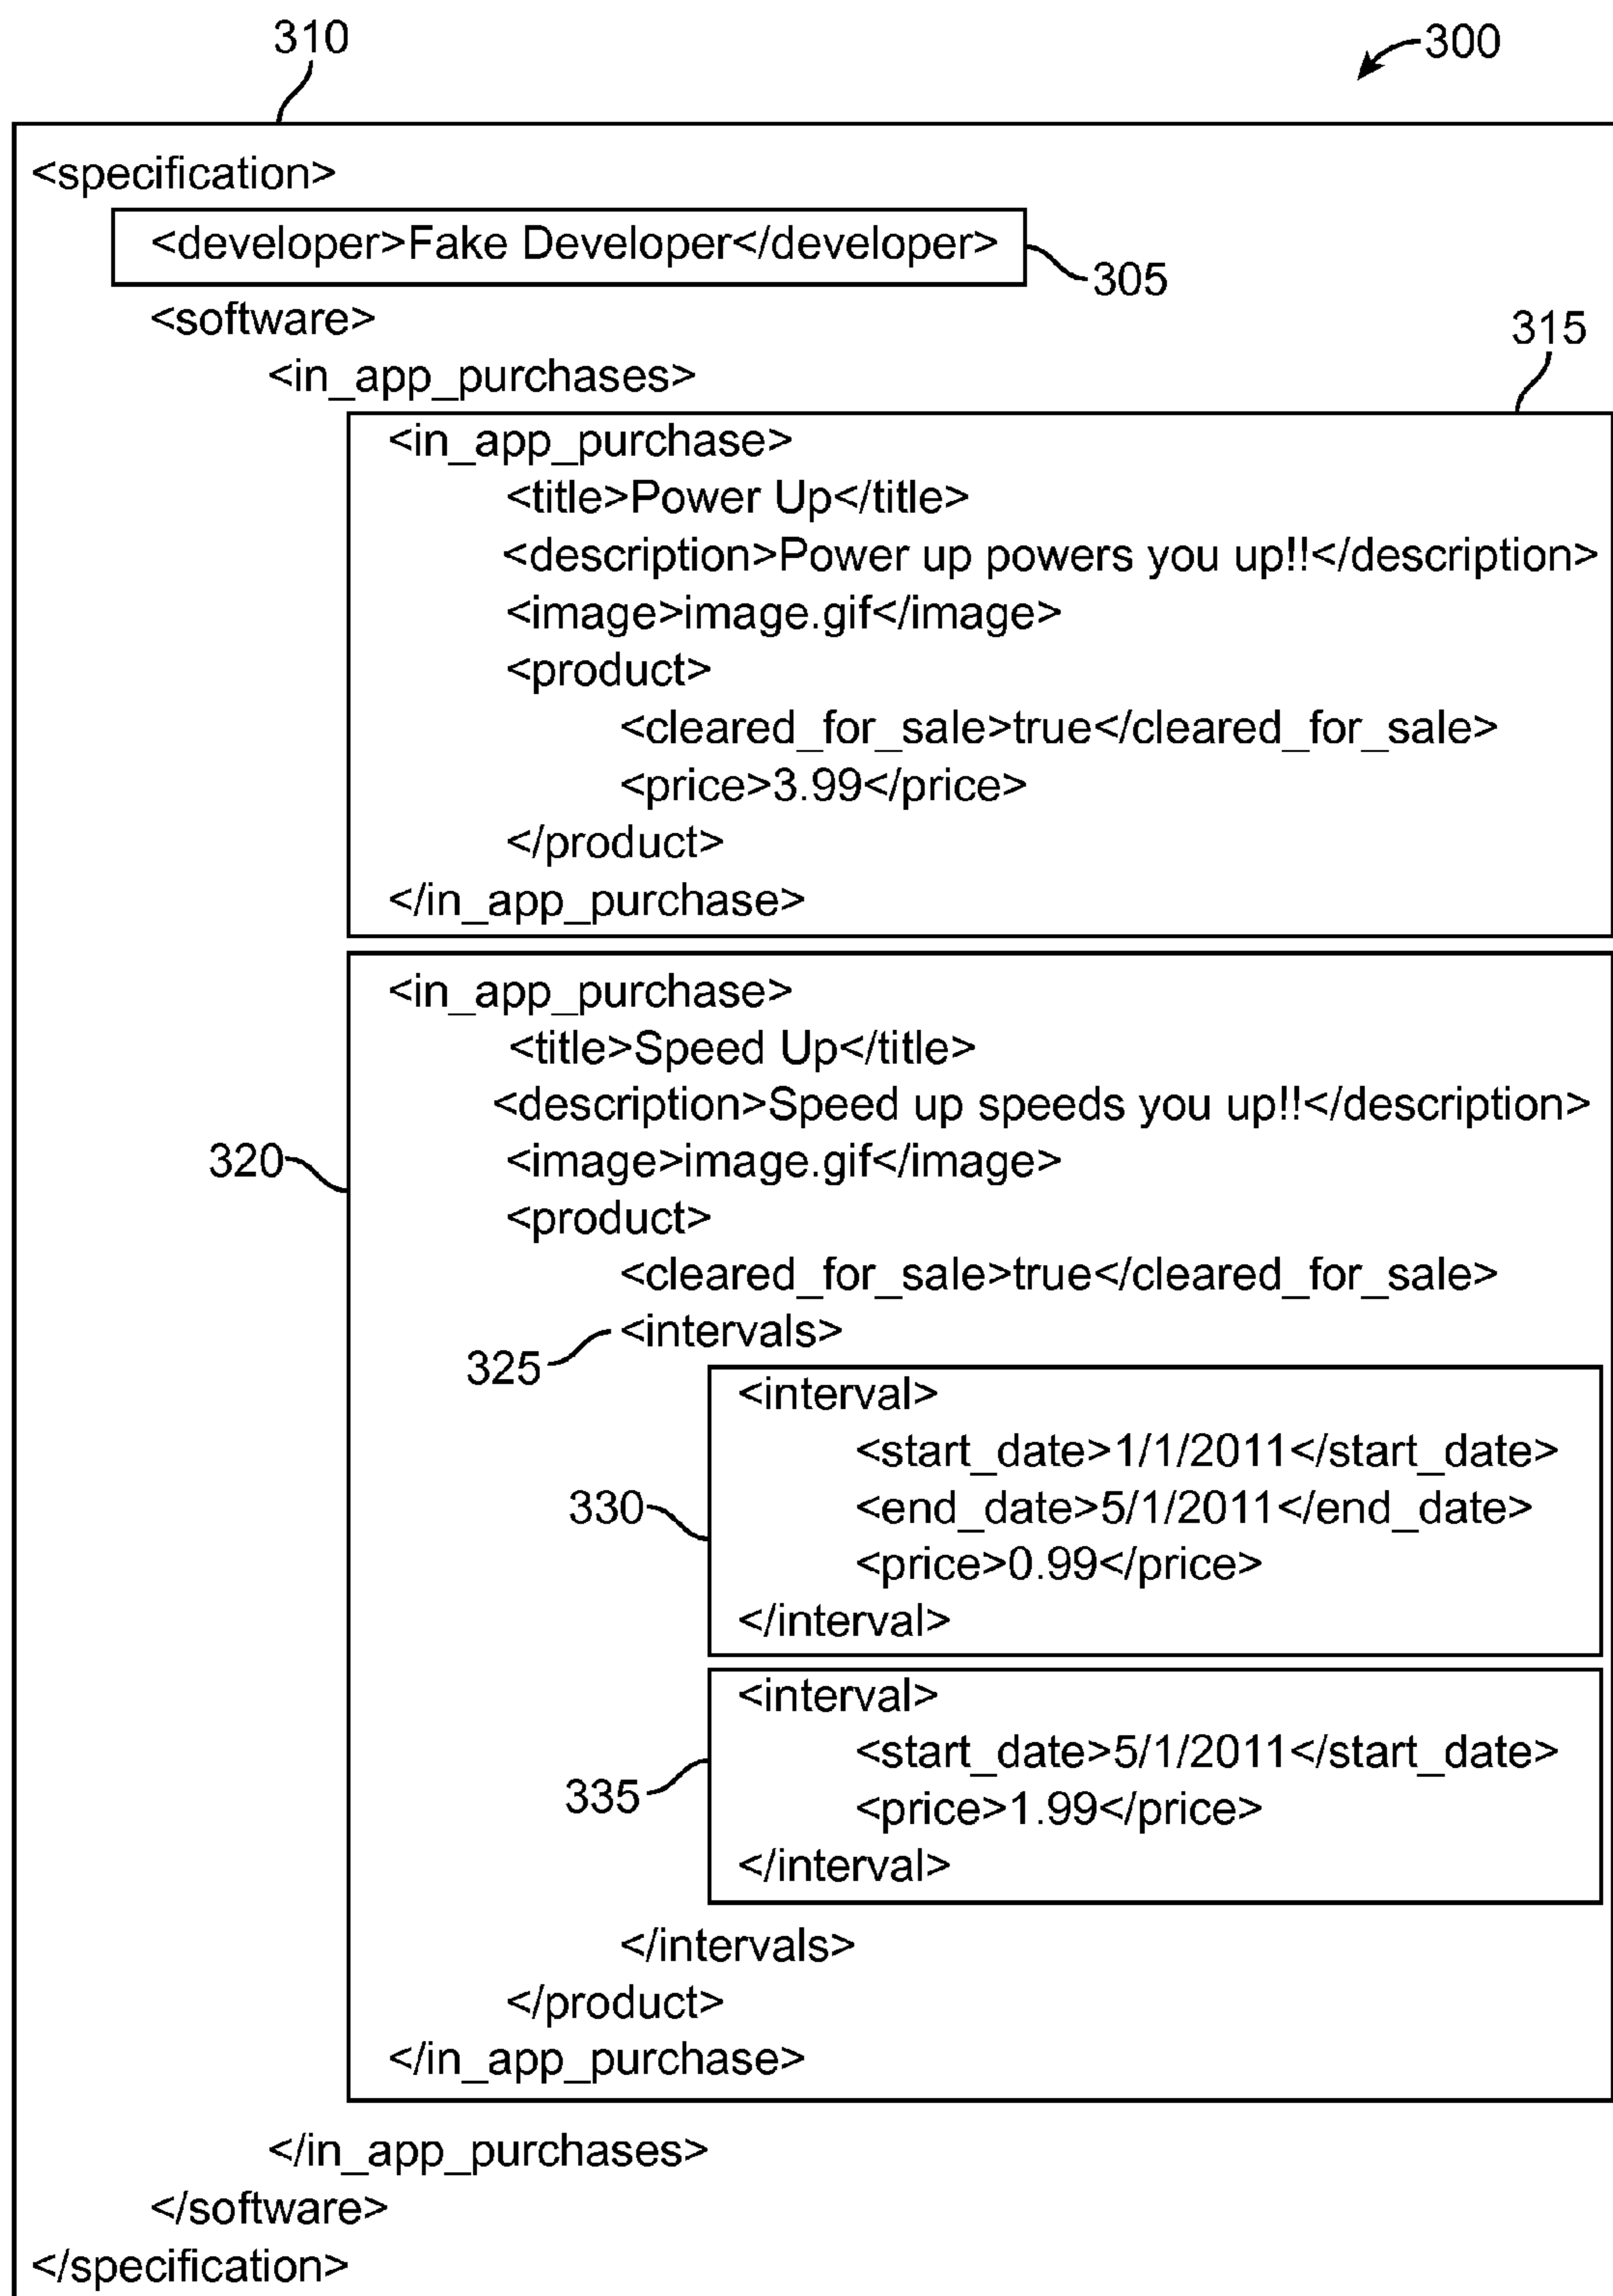 310
300
<specification>
<developer>Fake Developer</developer>
305
<software>
315
<in_app_purchases>
<in_app_purchase>
<title>Power Up</title>
<description>Power up powers you up!!</description>
<image>image.gif</image>
<product>
<cleared_for_sale>true</cleared_for_sale>
<price>3.99</price>
</product>
</in_app_purchase>
<in_app_purchase>
<title>Speed Up</title>
<description>Speed up speeds you up!!</description>
320
<image>image.gif</image>
<product>
<cleared_for_sale>true</cleared_for_sale>
<intervals>
325
<interval>
<start_date>1/1/2011</start_date>
330
<end_date>5/1/2011</end_date>
<price>0.99</price>
</interval>
<interval>
<start_date>5/1/2011</start_date>
335
<price>1.99</price>
</interval>
</intervals>
</product>
</in_app_purchase>
</in_app_purchases>
</software>
</specification>